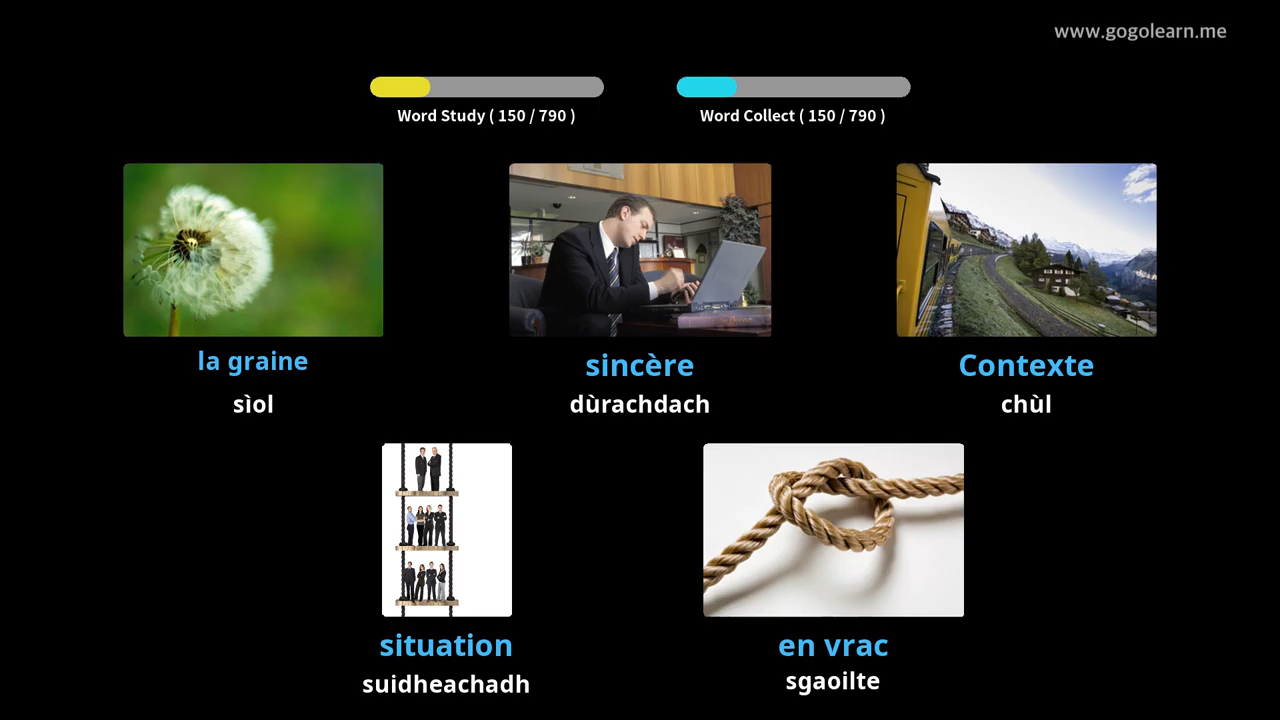 www.gogolearn.me
Word Study ( 150 / 790 )
Word Collect ( 150 / 790 )
la graine
sìol
sincère
dùrachdach
Contexte
chùl
situation
suidheachadh
en vrac
sgaoilte